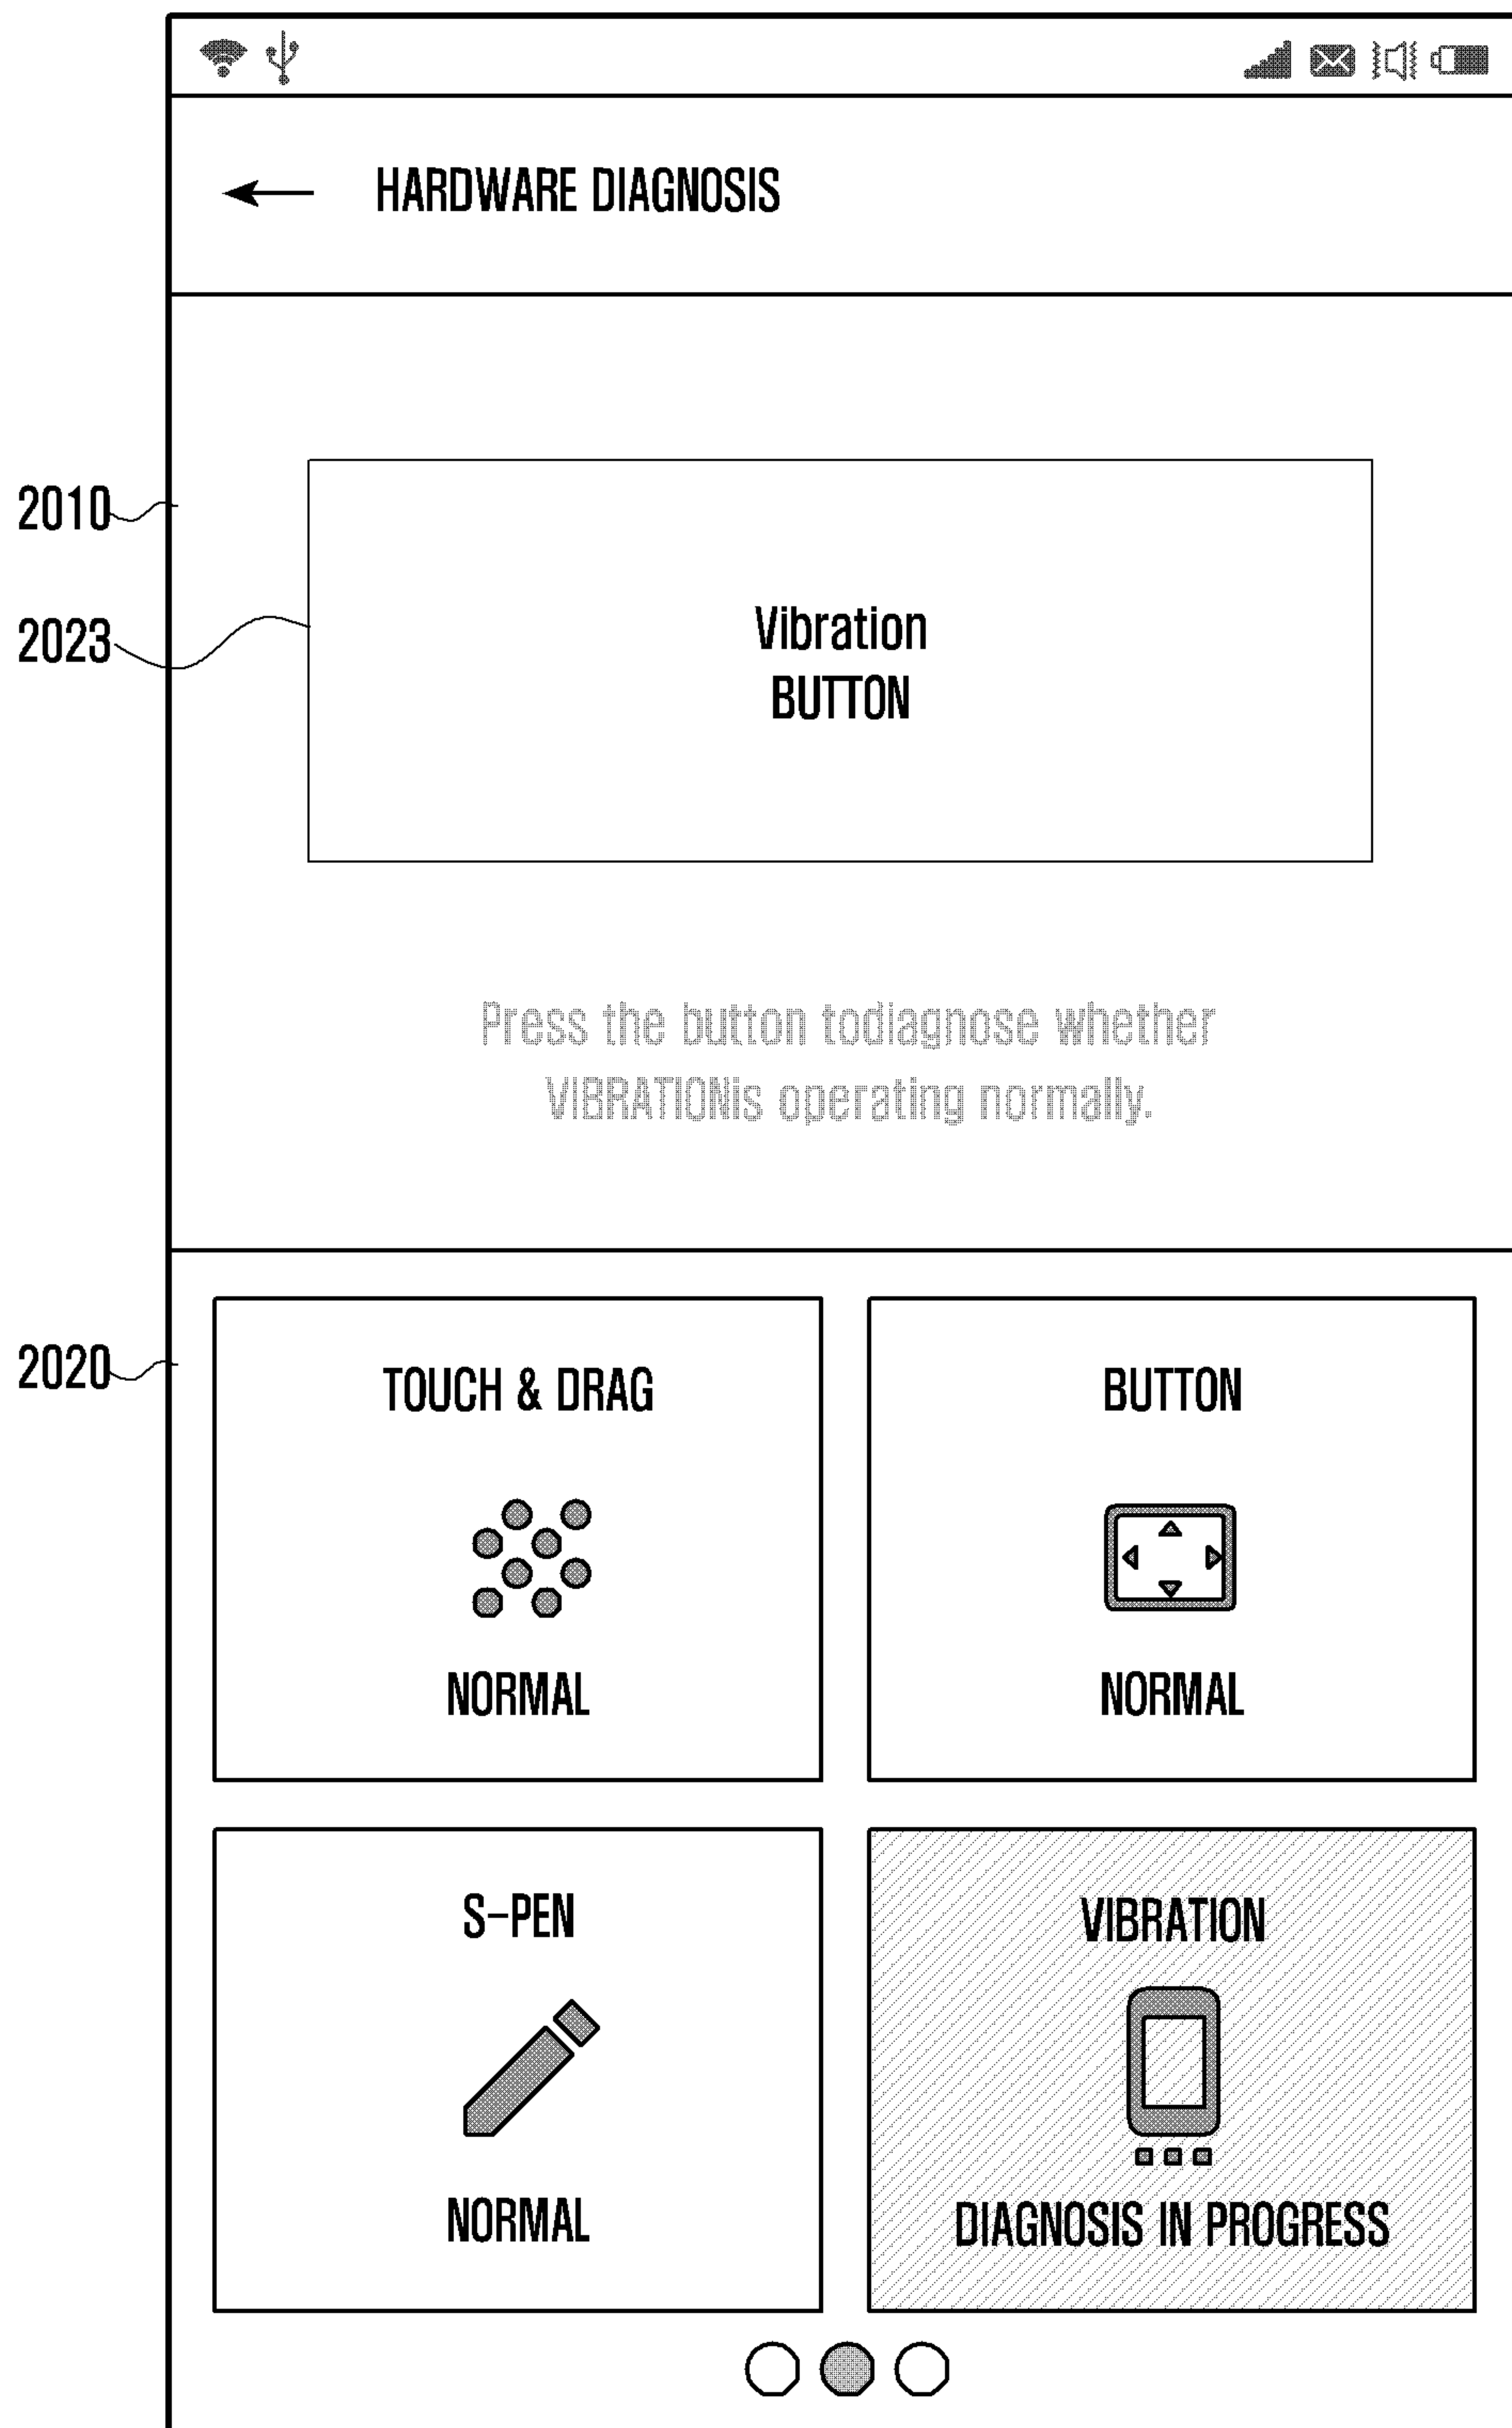 HARDWARE DIAGNOSIS
2010
2023
Vibration
BUTTON
Press the button todiagnose whether
VIBRATIONis operating normally.
2020
TOUCH & DRAG
NORMAL
BUTTON
NORMAL
S-PEN
NORMAL
VIBRATION
DIAGNOSIS IN PROGRESS